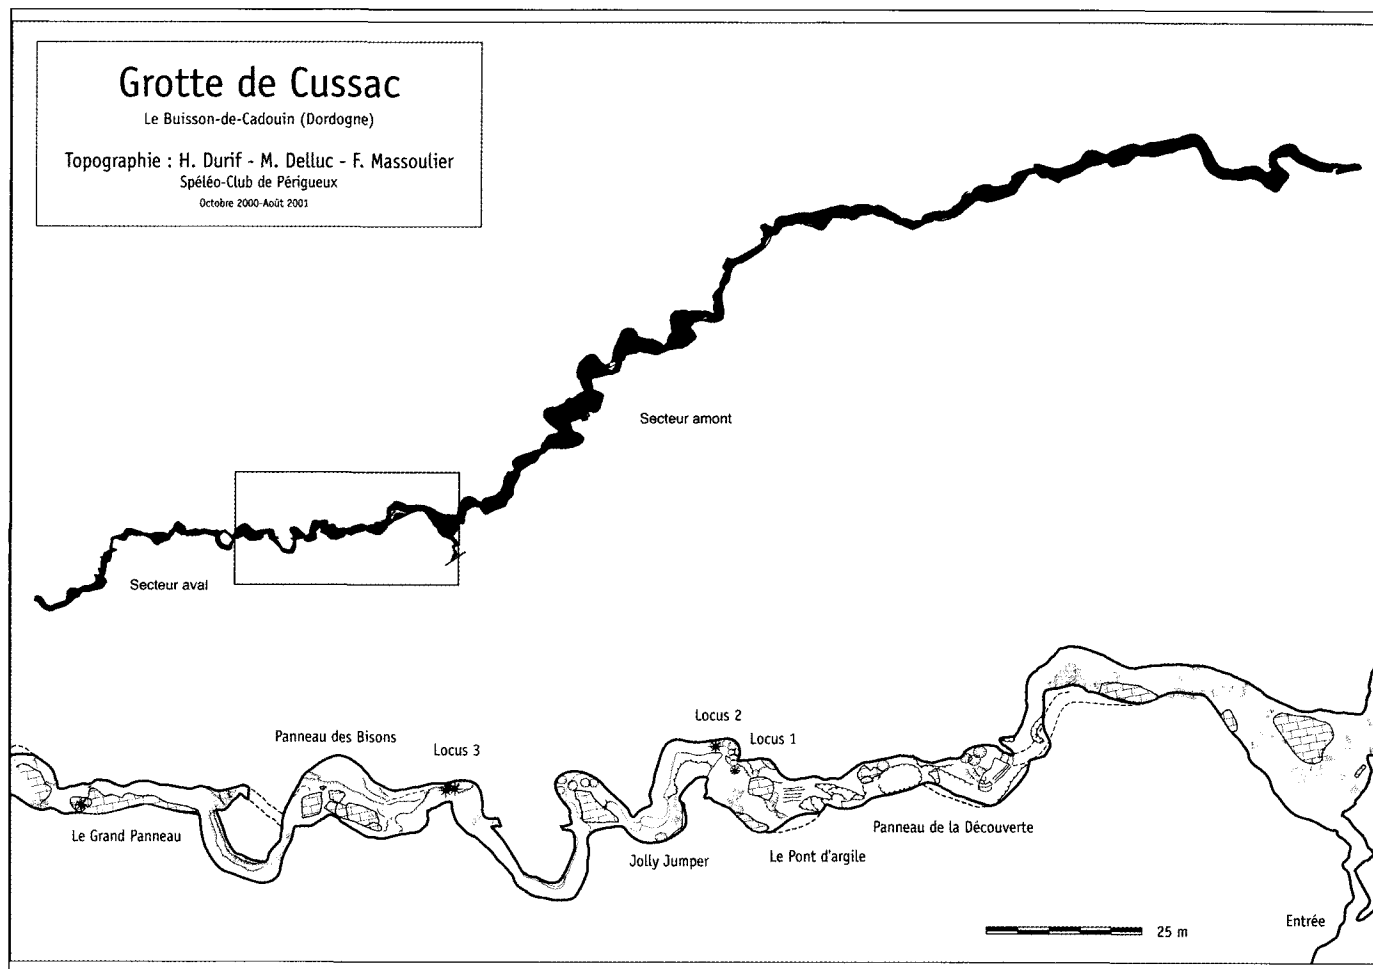 Grotte de Cussac
Le Buisson-de-Cadouin (Dordogne)
Topographie : H. Durif - M. Delluc - F. Massoulier
Spéléo-Club de Périgueux
Octobre 2000-Août 2001
Secteur amont
Secteur aval
Locus 2
Locus 1
Panneau des Bisons
Locus 3
Le Grand Panneau
Jolly Jumper
Le Pont d'argile
Panneau de la Découverte
Entrée
25 m